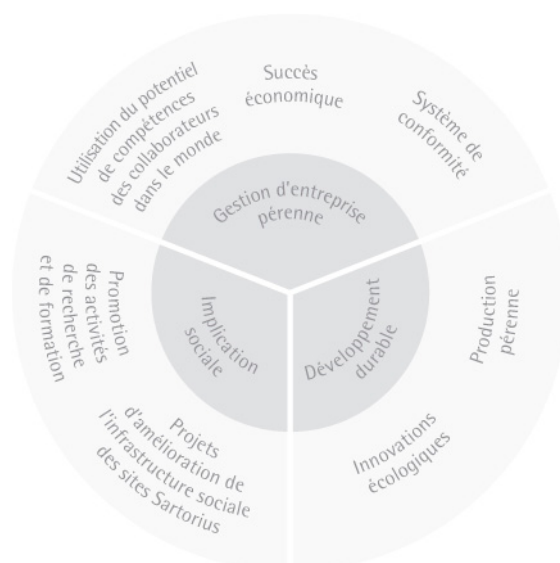 Utilisation du potentiel
de compétences
des collaborateurs
dans le monde
Succès
économique
Système de
conformité
Gestion d'entreprise
pérenne
Promotion
des activités
de recherche
et de formation
Implication
sociale
Développement
durable
Production
pérenne
Projets
d'amélioration de
l'infrastructure sociale
des sites Sartorius
Innovations
écologiques